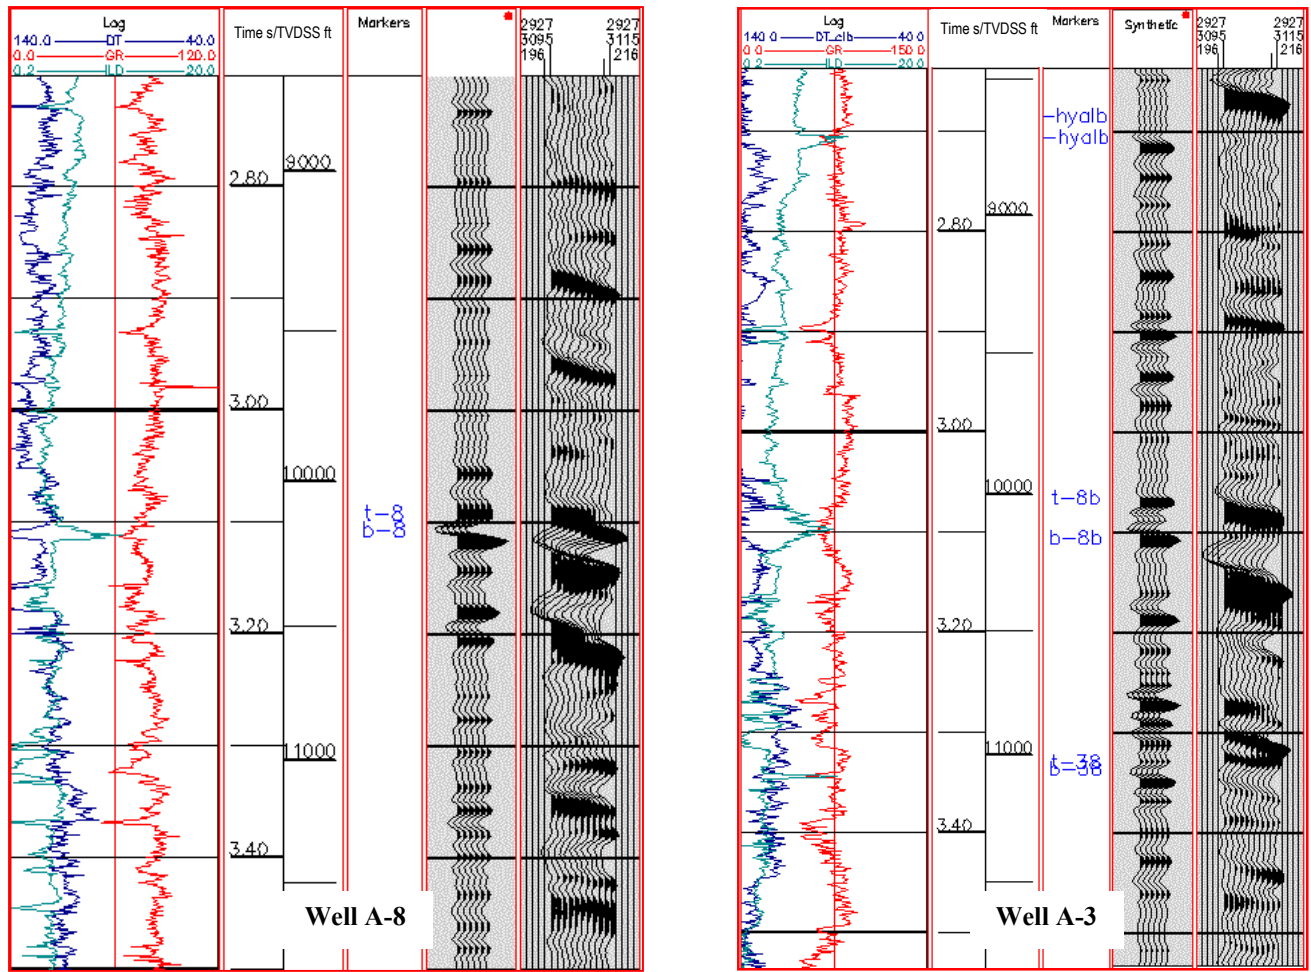 Log
140.0 DT 40.0
0.0 GR 120.0
0.2 ILD 20.0
Time s/TVDSS ft
Markers
2927 2927
3095 3115
196 216
9000
2.80
3.00
10000
t-8
b-8
3.20
11000
3.40
Well A-8
Log
140.0 DT_clb 40.0
0.0 GR 150.0
0.2 ILD 20.0
Time s/TVDSS ft
Markers
Synthetic
2927 2927
3095 3115
196 216
-hyalb
-hyalb
9000
2.80
3.00
10000
t-8b
b-8b
3.20
11000
t-38
b-38
3.40
Well A-3